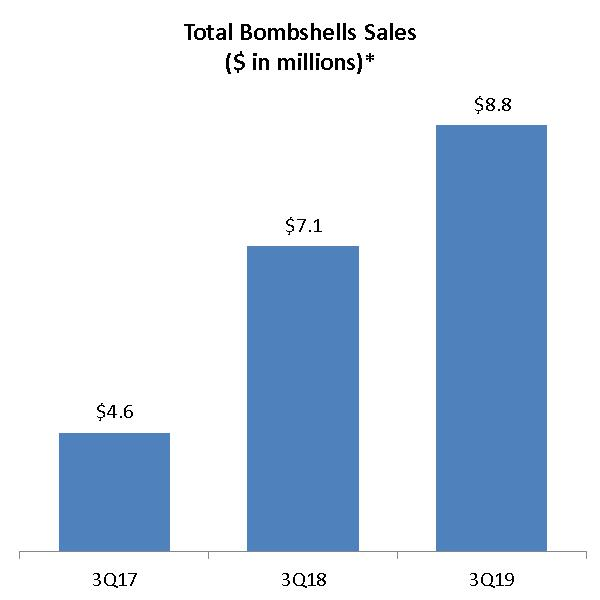 Total Bombshells Sales
($ in millions)*
$8.8
$7.1
$4.6
3Q17 3Q18 3Q19